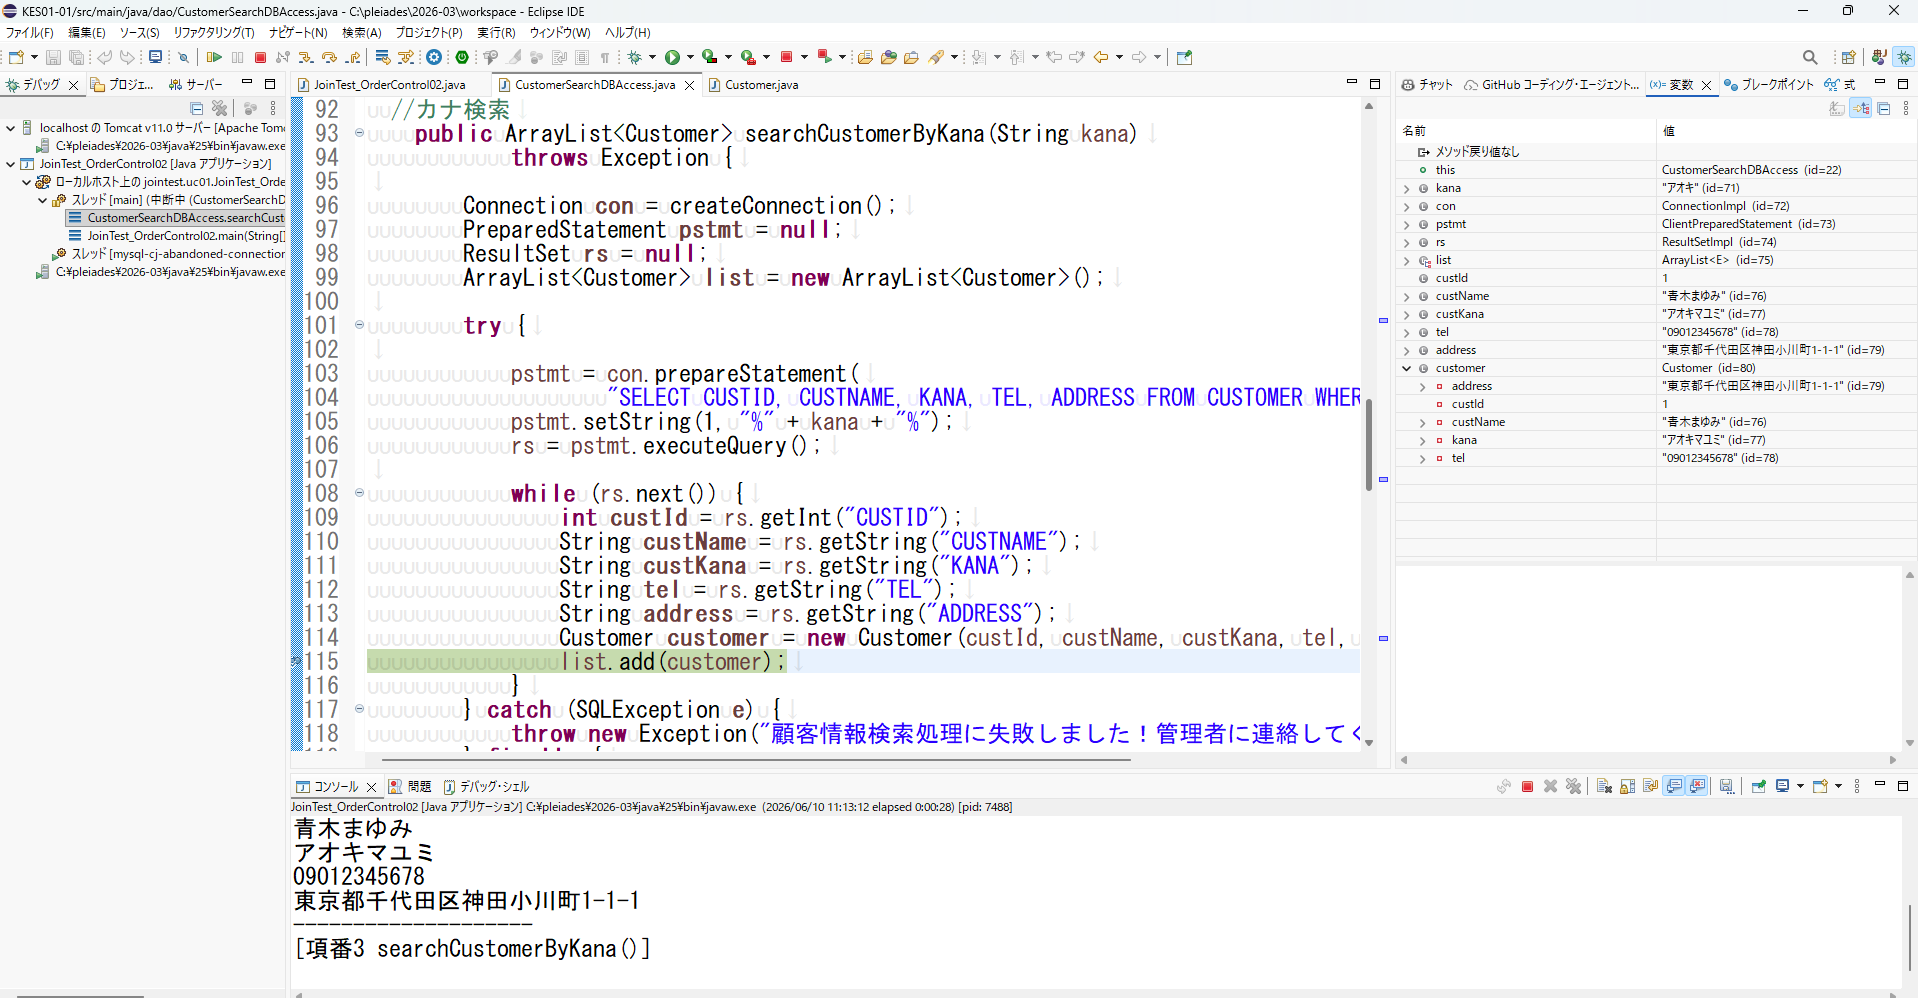 KES01-01/src/main/java/dao/CustomerSearchDBAccess.java - C:¥pleiades¥2026-03¥workspace - Eclipse IDE
ファイル(F) 編集(E) ソース(S) リファクタリング(T) ナビゲート(N) 検索(A) プロジェクト(P) 実行(R) ウィンドウ(W) ヘルプ(H)
デバッグ プロジェ... サーバー
localhost の Tomcat v11.0 サーバー [Apache Tomc
C:¥pleiades¥2026-03¥java¥25¥bin¥javaw.exe
JoinTest_OrderControl02 [Java アプリケーション]
ローカルホスト上の jointest.uc01.JoinTest_Orde
スレッド [main] (中断中 (CustomerSearchD
CustomerSearchDBAccess.searchCust
JoinTest_OrderControl02.main(String[]
スレッド [mysql-cj-abandoned-connection
C:¥pleiades¥2026-03¥java¥25¥bin¥javaw.exe
JoinTest_OrderControl02.java CustomerSearchDBAccess.java Customer.java
92 //カナ検索
93 public ArrayList<Customer> searchCustomerByKana(String kana)
94 throws Exception {
95
96 Connection con = createConnection();
97 PreparedStatement pstmt = null;
98 ResultSet rs = null;
99 ArrayList<Customer> list = new ArrayList<Customer>();
100
101 try {
102
103 pstmt = con.prepareStatement(
104 "SELECT CUSTID, CUSTNAME, KANA, TEL, ADDRESS FROM CUSTOMER WHER
105 pstmt.setString(1, "%" + kana + "%");
106 rs = pstmt.executeQuery();
107
108 while (rs.next()) {
109 int custId = rs.getInt("CUSTID");
110 String custName = rs.getString("CUSTNAME");
111 String custKana = rs.getString("KANA");
112 String tel = rs.getString("TEL");
113 String address = rs.getString("ADDRESS");
114 Customer customer = new Customer(custId, custName, custKana, tel,
115 list.add(customer);
116 }
117 } catch (SQLException e) {
118 throw new Exception("顧客情報検索処理に失敗しました！管理者に連絡してく
チャット GitHub コーディング・エージェント... (x)= 変数 ブレークポイント 式
名前 値
メソッド戻り値なし
this CustomerSearchDBAccess (id=22)
kana "アオキ" (id=71)
con ConnectionImpl (id=72)
pstmt ClientPreparedStatement (id=73)
rs ResultSetImpl (id=74)
list ArrayList<E> (id=75)
custId 1
custName "青木まゆみ" (id=76)
custKana "アオキマユミ" (id=77)
tel "09012345678" (id=78)
address "東京都千代田区神田小川町1-1-1" (id=79)
customer Customer (id=80)
address "東京都千代田区神田小川町1-1-1" (id=79)
custId 1
custName "青木まゆみ" (id=76)
kana "アオキマユミ" (id=77)
tel "09012345678" (id=78)
コンソール 問題 デバッグ・シェル
JoinTest_OrderControl02 [Java アプリケーション] C:¥pleiades¥2026-03¥java¥25¥bin¥javaw.exe (2026/06/10 11:13:12 elapsed 0:00:28) [pid: 7488]
青木まゆみ
アオキマユミ
09012345678
東京都千代田区神田小川町1-1-1
--------------------
[項番3 searchCustomerByKana()]